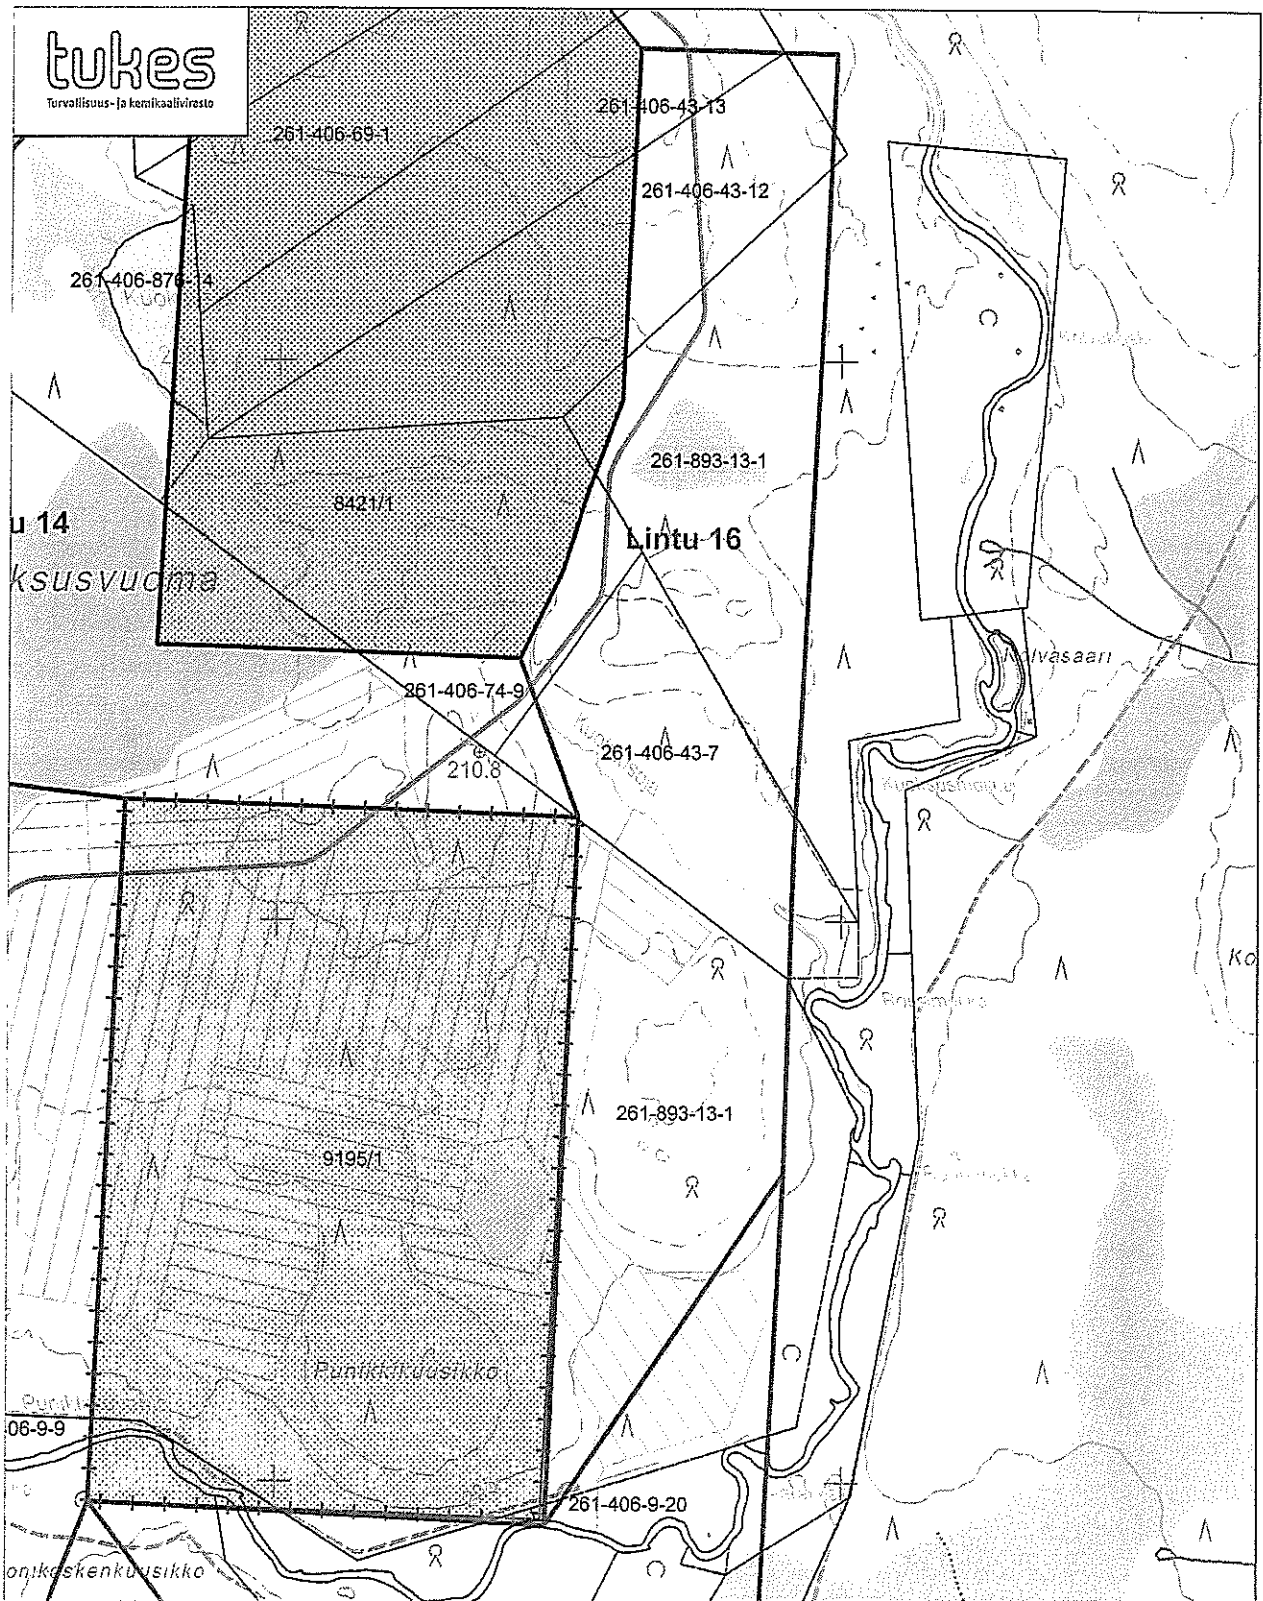 tukes
Turvallisuus- ja kemikaalivirasto
261-406-43-13
261-406-69-1
261-406-43-12
261-406-876-14
261-893-13-1
8421/1
u 14
Lintu 16
ksusvuoma
Kolvasaari
261-406-74-9
261-406-43-7
210.8
Ko
261-893-13-1
9195/1
Punikkikuusikko
06-9-9
261-406-9-20
onikoskenkuusikko